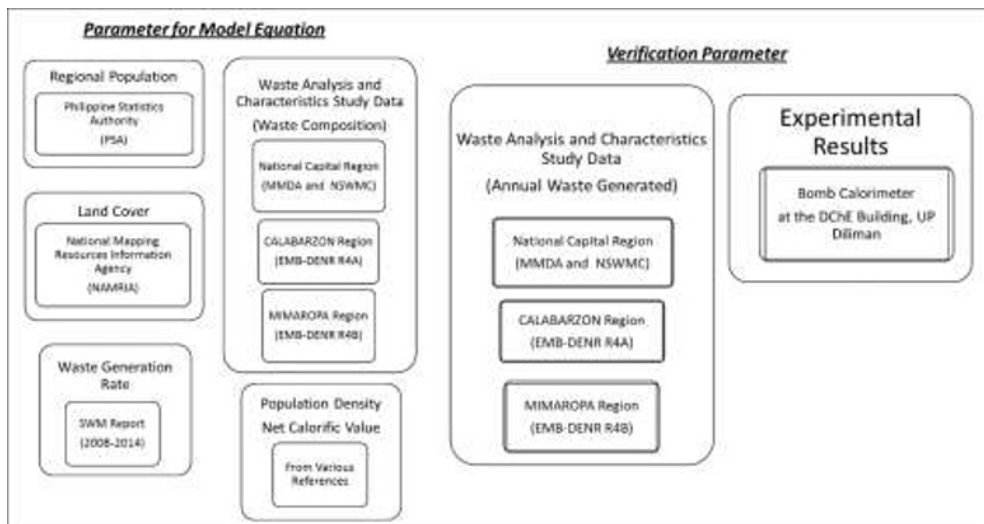 Parameter for Model Equation
Regional Population
Philippine Statistics
Authority
(PSA)
Land Cover
National Mapping
Resources Information
Agency
(NAMRIA)
Waste Generation
Rate
SWM Report
(2008-2014)
Waste Analysis and
Characteristics Study Data
(Waste Composition)
National Capital Region
(MMDA and NSWMC)
CALABARZON Region
(EMB-DENR R4A)
MIMAROPA Region
(EMB-DENR R4B)
Population Density
Net Calorific Value
From Various
References
Verification Parameter
Waste Analysis and Characteristics
Study Data
(Annual Waste Generated)
National Capital Region
(MMDA and NSWMC)
CALABARZON Region
(EMB-DENR R4A)
MIMAROPA Region
(EMB-DENR R4B)
Experimental
Results
Bomb Calorimeter
at the DChE Building, UP
Diliman